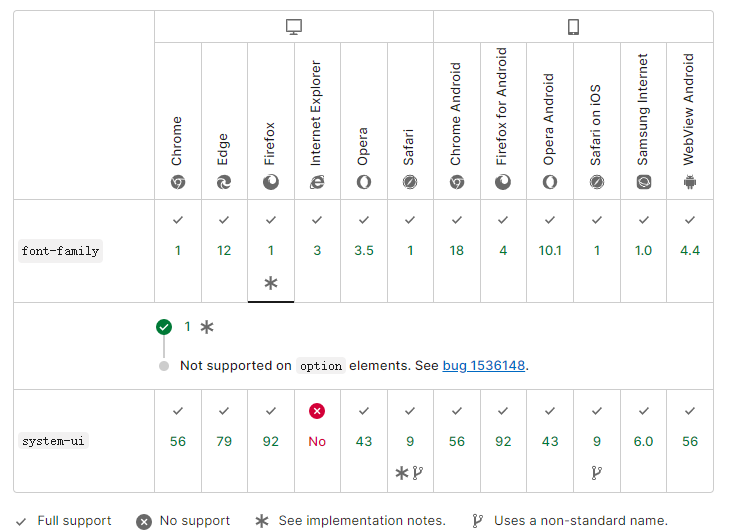 Chrome
Edge
Firefox
Internet Explorer
Opera
Safari
Chrome Android
Firefox for Android
Opera Android
Safari on iOS
Samsung Internet
WebView Android
font-family 1 12 1 3 3.5 1 18 4 10.1 1 1.0 4.4
1
Not supported on option elements. See bug 1536148.
system-ui 56 79 92 No 43 9 56 92 43 9 6.0 56
Full support No support See implementation notes. Uses a non-standard name.